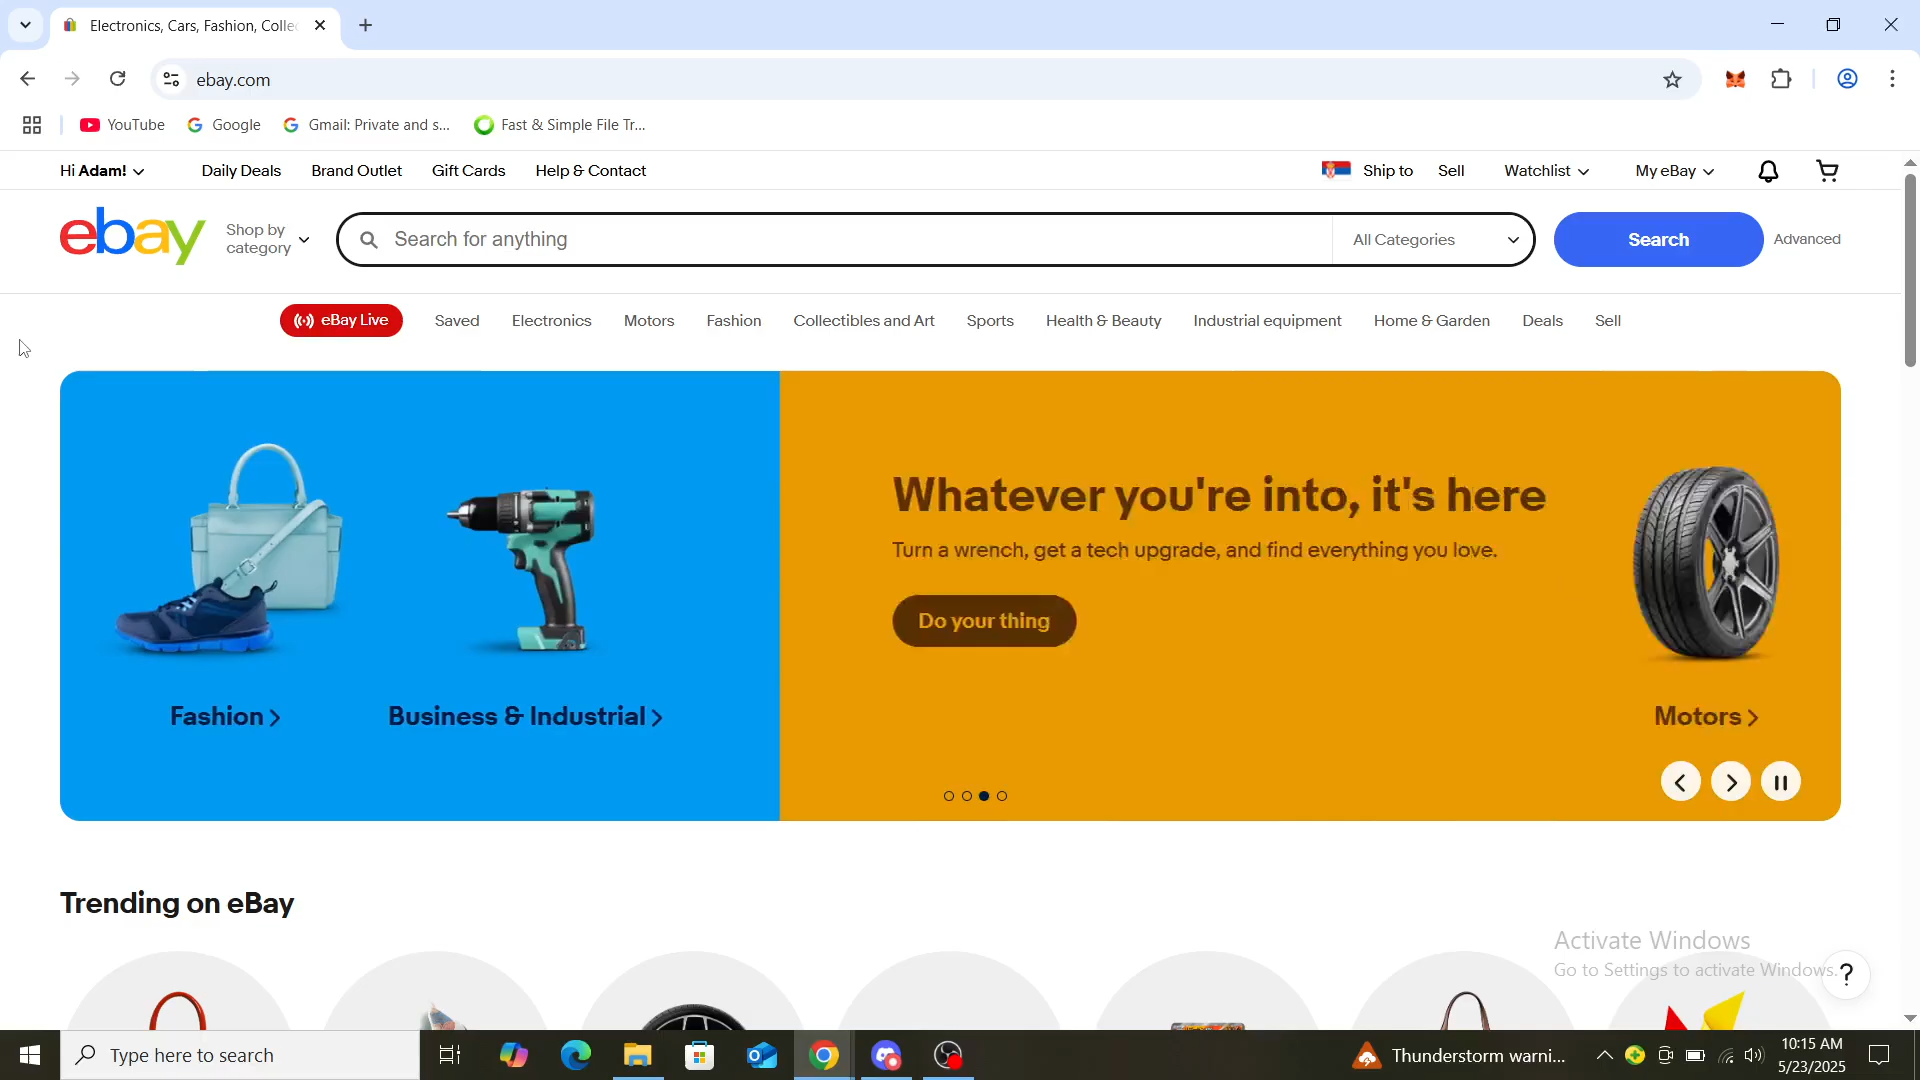 Electronics, Cars, Fashion, Collec
ebay.com
YouTube
Google
Gmail: Private and s...
Fast & Simple File Tr...
Hi Adam!
Daily Deals
Brand Outlet
Gift Cards
Help & Contact
Ship to
Sell
Watchlist
My eBay
ebay
Shop by
category
Search for anything
All Categories
Search
Advanced
eBay Live
Saved
Electronics
Motors
Fashion
Collectibles and Art
Sports
Health & Beauty
Industrial equipment
Home & Garden
Deals
Sell
Whatever you're into, it's here
Turn a wrench, get a tech upgrade, and find everything you love.
Do your thing
Fashion
Business & Industrial
Motors
Trending on eBay
Activate Windows
Go to Settings to activate Windows.
?
Type here to search
Thunderstorm warni...
10:15 AM
5/23/2025